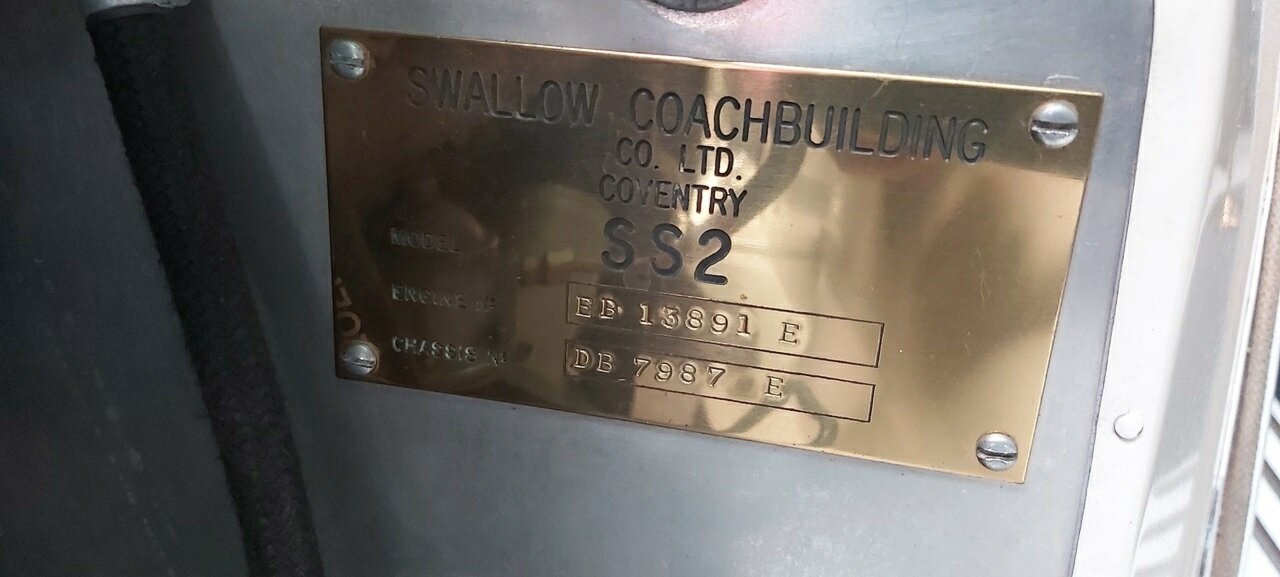 SWALLOW COACHBUILDING
CO. LTD.
COVENTRY
MODEL SS2
ENGINE Nº EB 13891 E
CHASSIS Nº DB 7987 E